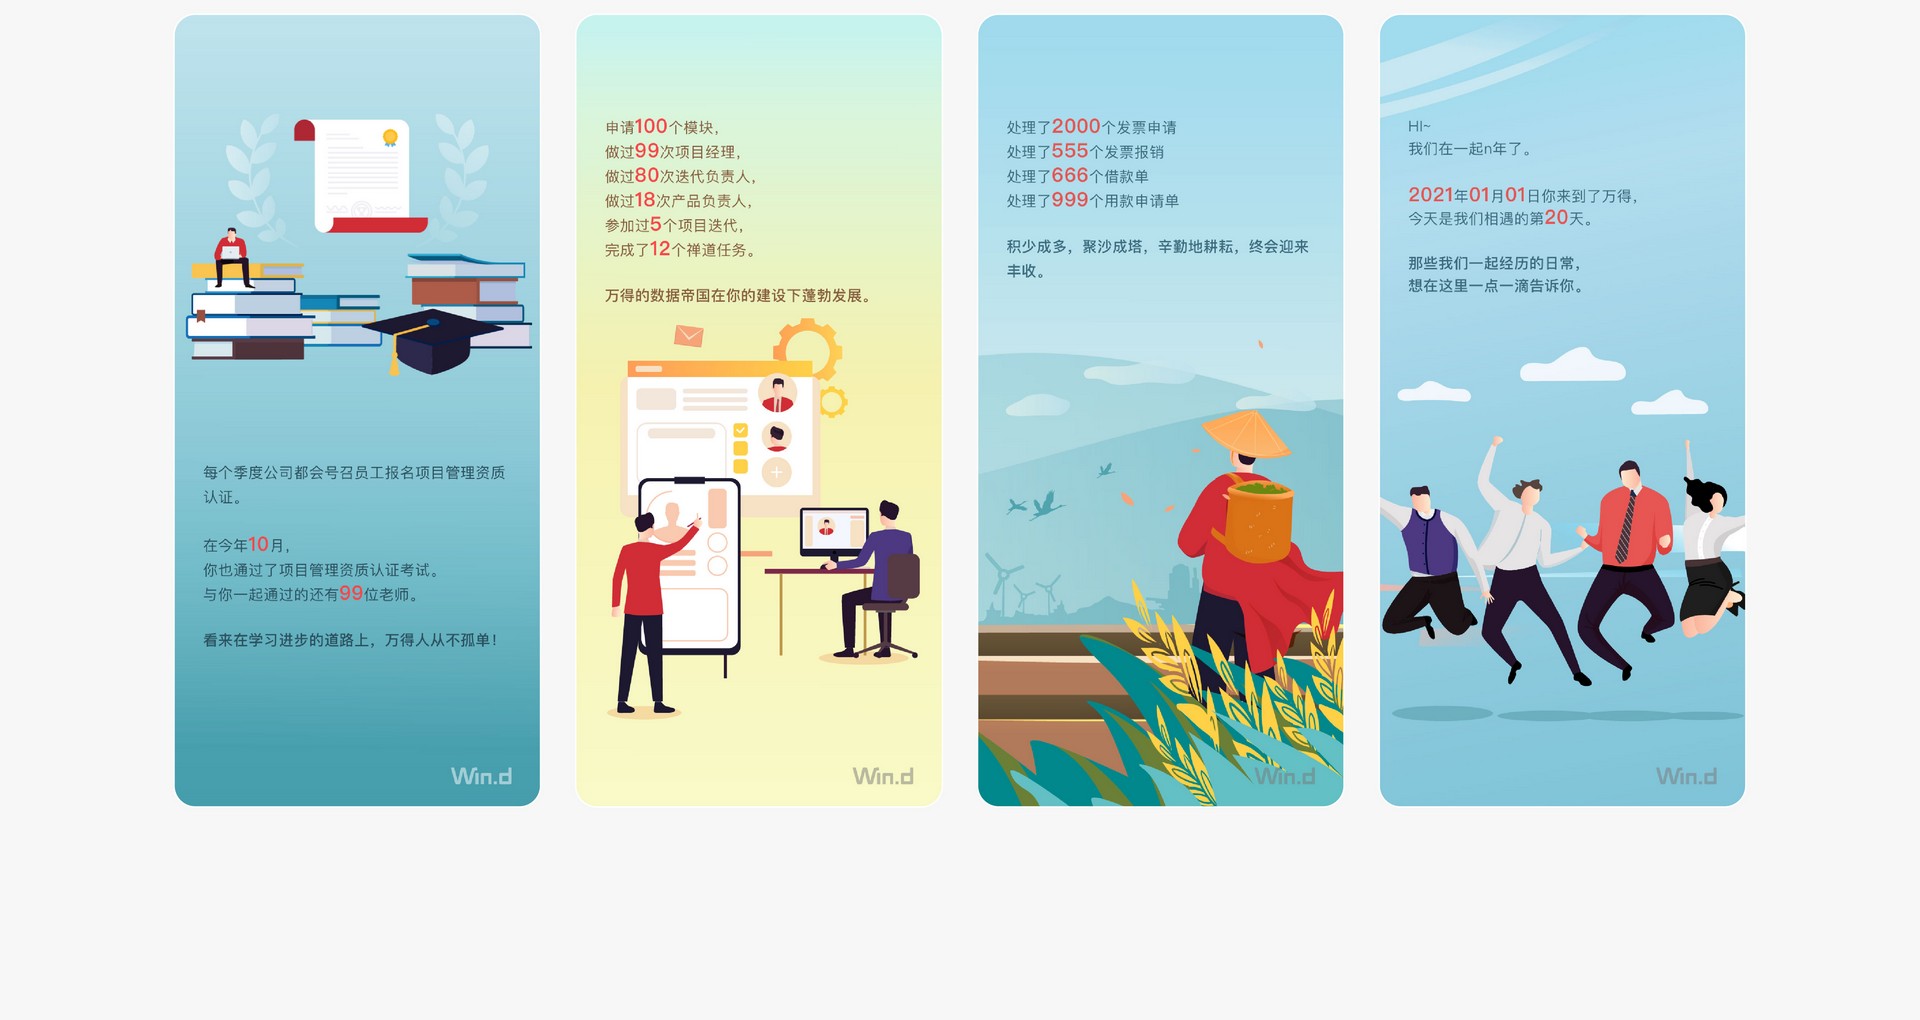 每个季度公司都会号召员工报名项目管理资质
认证。
在今年10月，
你也通过了项目管理资质认证考试。
与你一起通过的还有99位老师。
看来在学习进步的道路上，万得人从不孤单！
Win.d
申请100个模块，
做过99次项目经理，
做过80次迭代负责人，
做过18次产品负责人，
参加过5个项目迭代，
完成了12个禅道任务。
万得的数据帝国在你的建设下蓬勃发展。
Win.d
处理了2000个发票申请
处理了555个发票报销
处理了666个借款单
处理了999个用款申请单
积少成多，聚沙成塔，辛勤地耕耘，终会迎来
丰收。
Win.d
HI~
我们在一起n年了。
2021年01月01日你来到了万得，
今天是我们相遇的第20天。
那些我们一起经历的日常，
想在这里一点一滴告诉你。
Win.d